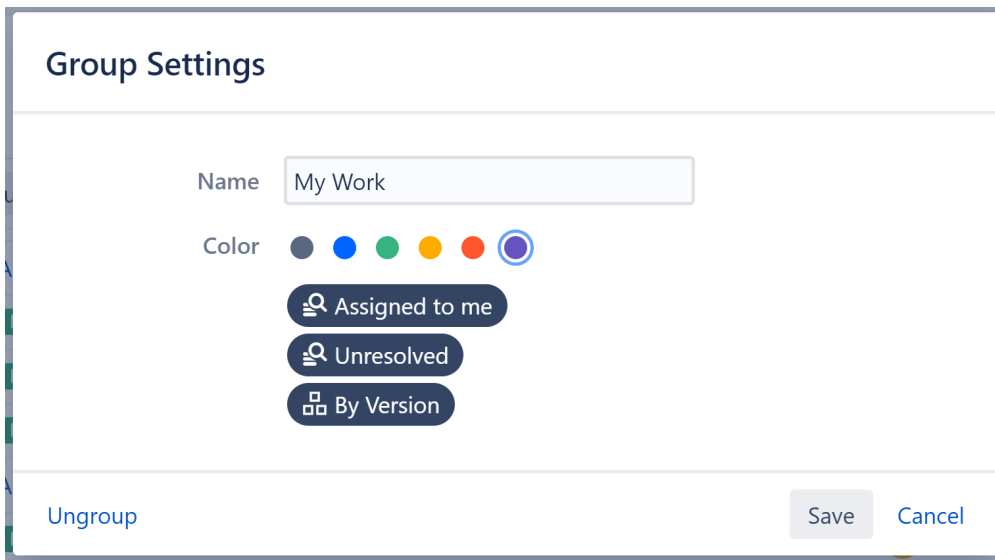 Group Settings
Name My Work
Color
Assigned to me
Unresolved
By Version
Ungroup Save Cancel